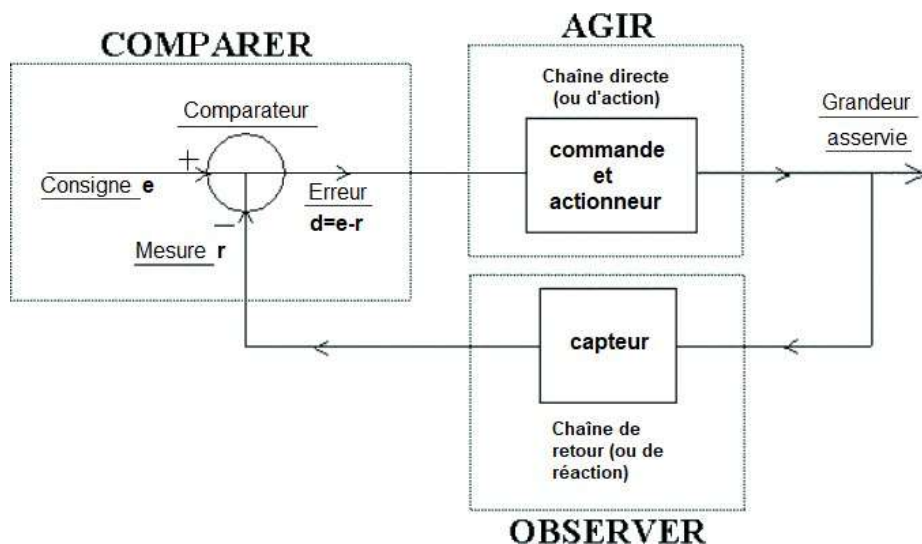 COMPARER
AGIR
Comparateur
+
Consigne e
−
Mesure r
Erreur
d=e-r
Chaîne directe
(ou d'action)
commande
et
actionneur
Grandeur
asservie
capteur
Chaîne de
retour (ou de
réaction)
OBSERVER